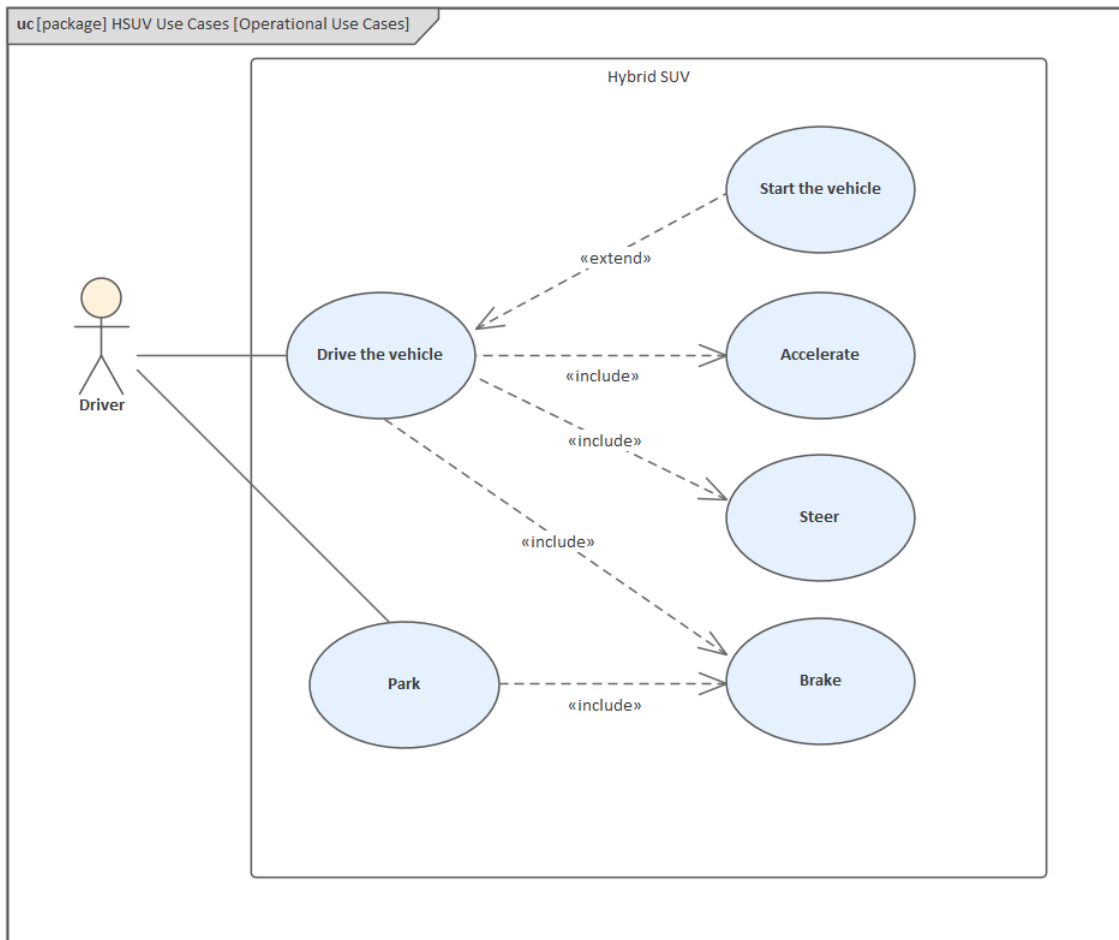 uc [package] HSUV Use Cases [Operational Use Cases]
Hybrid SUV
Start the vehicle
«extend»
Drive the vehicle
Accelerate
«include»
Driver
«include»
Steer
«include»
Park
Brake
«include»